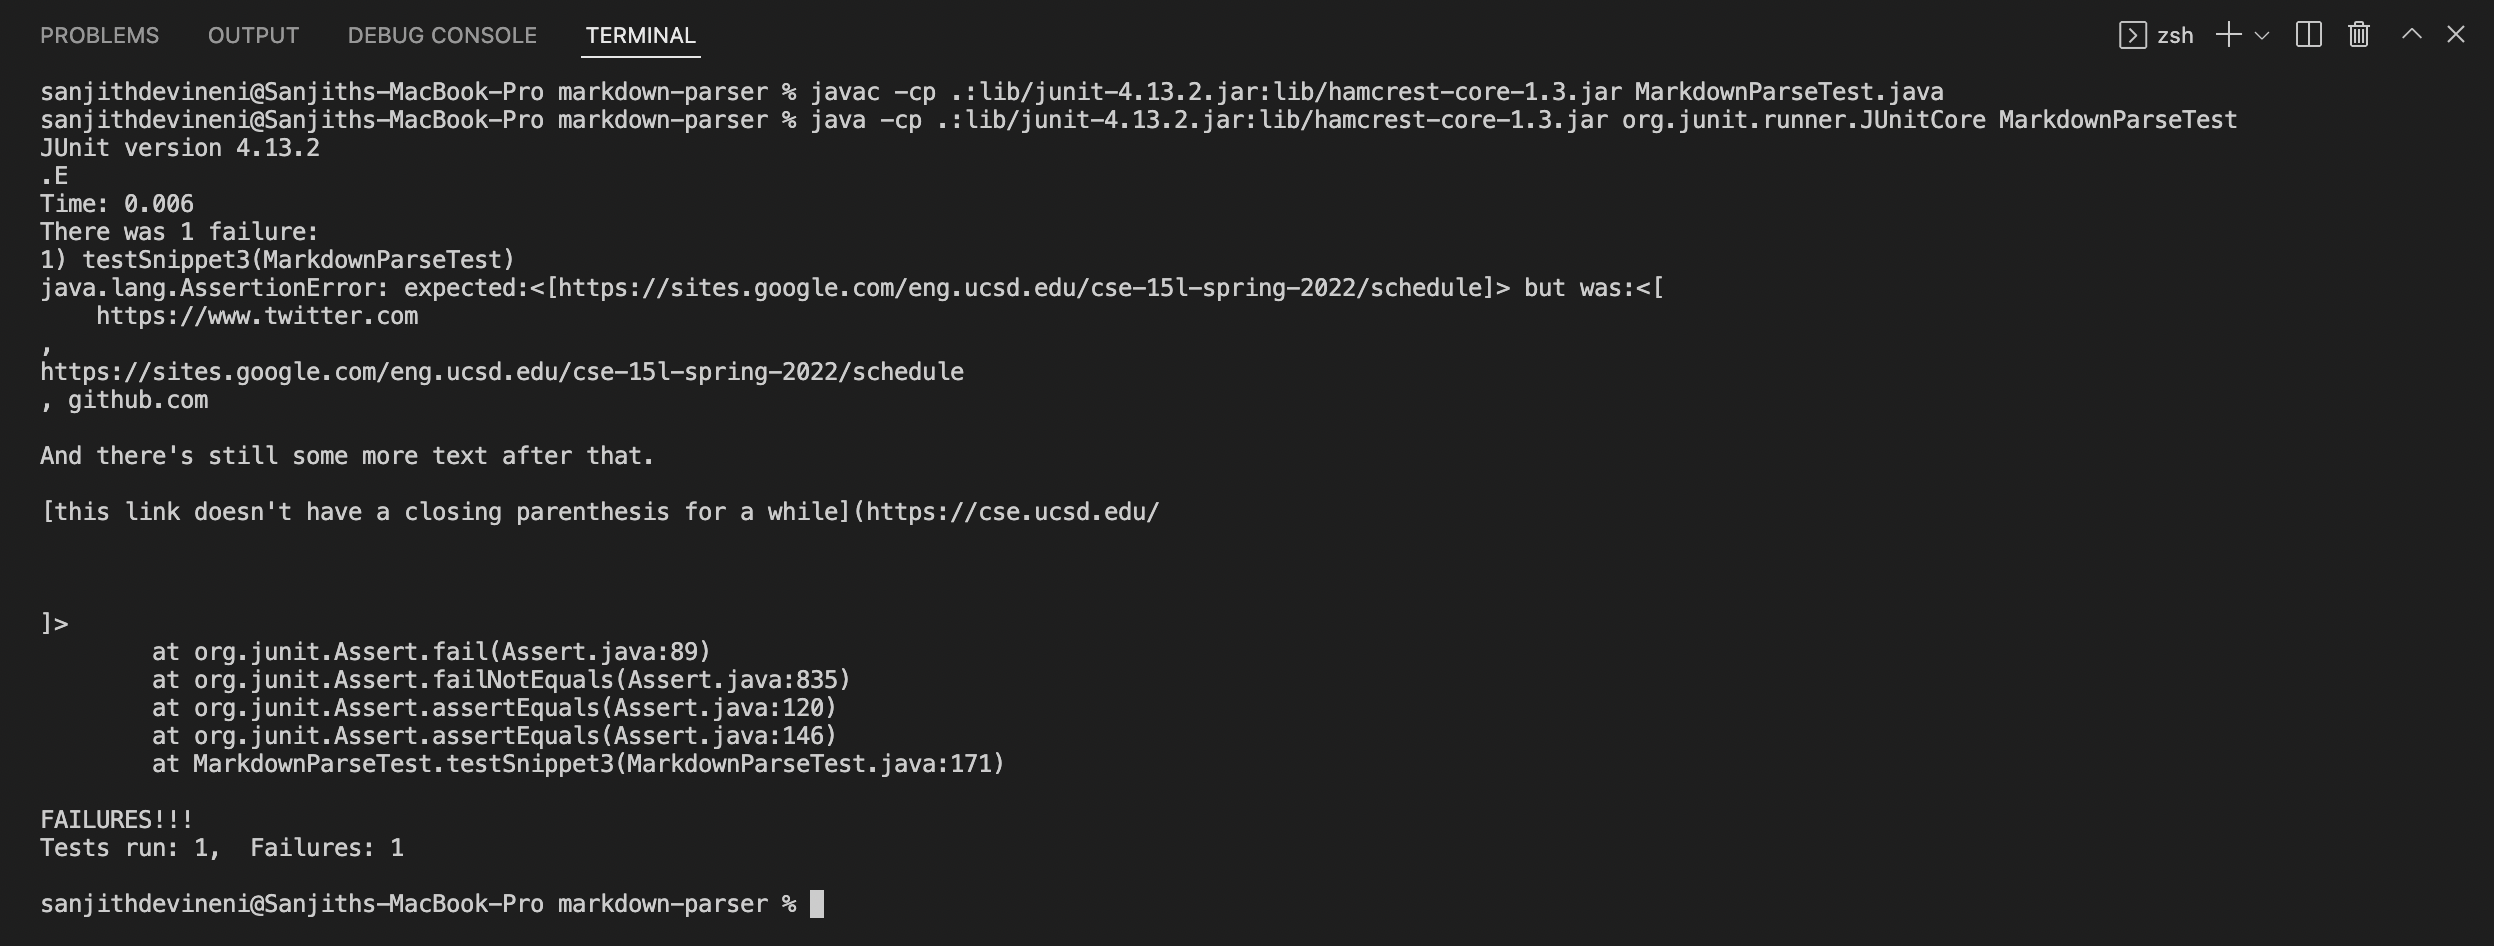 PROBLEMS OUTPUT DEBUG CONSOLE TERMINAL zsh
sanjithdevineni@Sanjiths-MacBook-Pro markdown-parser % javac -cp .:lib/junit-4.13.2.jar:lib/hamcrest-core-1.3.jar MarkdownParseTest.java
sanjithdevineni@Sanjiths-MacBook-Pro markdown-parser % java -cp .:lib/junit-4.13.2.jar:lib/hamcrest-core-1.3.jar org.junit.runner.JUnitCore MarkdownParseTest
JUnit version 4.13.2
.E
Time: 0.006
There was 1 failure:
1) testSnippet3(MarkdownParseTest)
java.lang.AssertionError: expected:<[https://sites.google.com/eng.ucsd.edu/cse-15l-spring-2022/schedule]> but was:<[
    https://www.twitter.com
,
https://sites.google.com/eng.ucsd.edu/cse-15l-spring-2022/schedule
, github.com

And there's still some more text after that.

[this link doesn't have a closing parenthesis for a while](https://cse.ucsd.edu/



]>
        at org.junit.Assert.fail(Assert.java:89)
        at org.junit.Assert.failNotEquals(Assert.java:835)
        at org.junit.Assert.assertEquals(Assert.java:120)
        at org.junit.Assert.assertEquals(Assert.java:146)
        at MarkdownParseTest.testSnippet3(MarkdownParseTest.java:171)

FAILURES!!!
Tests run: 1,  Failures: 1

sanjithdevineni@Sanjiths-MacBook-Pro markdown-parser %